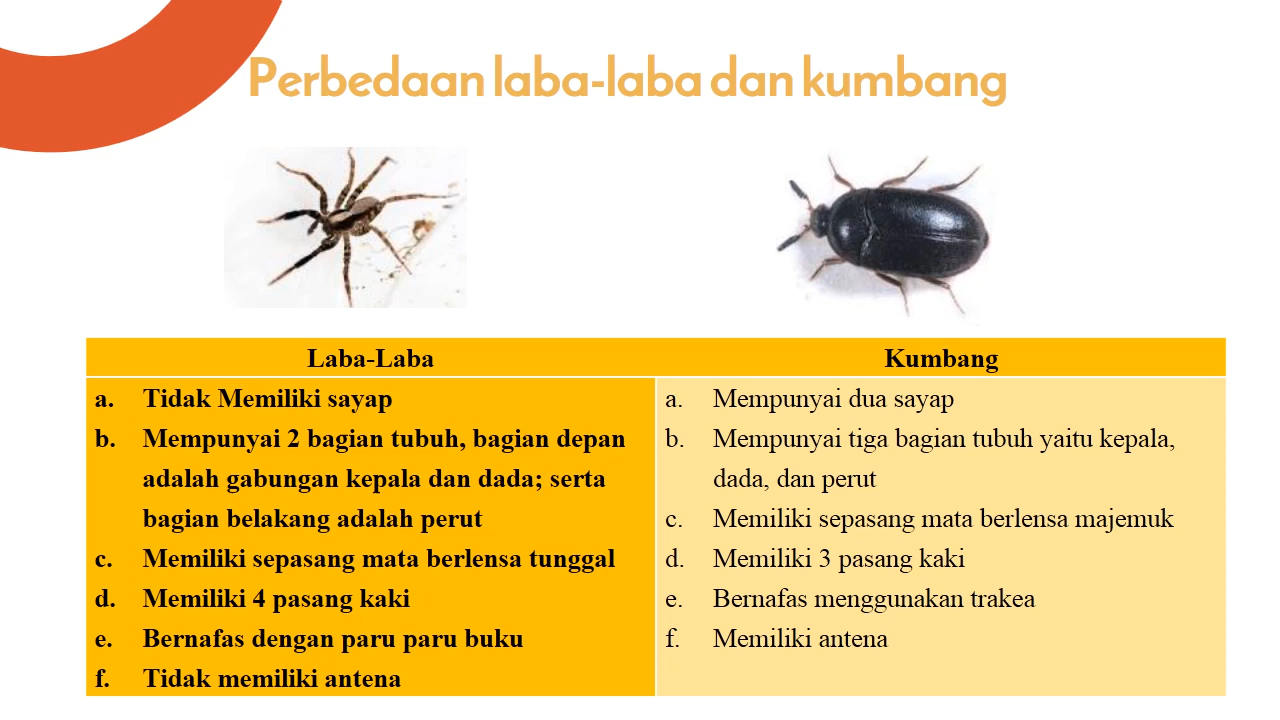 Perbedaan laba-laba dan kumbang
Laba-Laba
Kumbang
a. Tidak Memiliki sayap
b. Mempunyai 2 bagian tubuh, bagian depan
adalah gabungan kepala dan dada; serta
bagian belakang adalah perut
c. Memiliki sepasang mata berlensa tunggal
d. Memiliki 4 pasang kaki
e. Bernafas dengan paru paru buku
f. Tidak memiliki antena
a. Mempunyai dua sayap
b. Mempunyai tiga bagian tubuh yaitu kepala,
dada, dan perut
c. Memiliki sepasang mata berlensa majemuk
d. Memiliki 3 pasang kaki
e. Bernafas menggunakan trakea
f. Memiliki antena